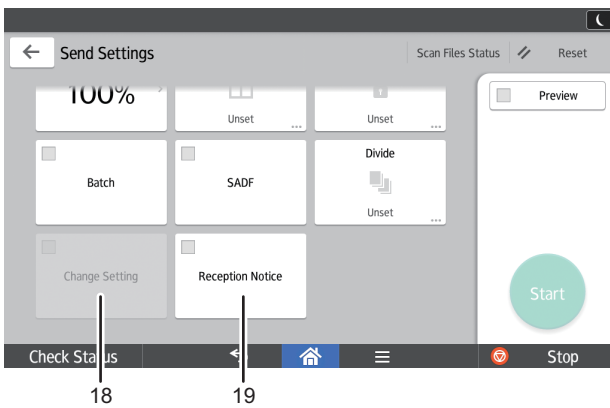 Send Settings
Scan Files Status
Reset
100%
Unset
Unset
Preview
Batch
SADF
Divide
Unset
Change Setting
Reception Notice
Start
Check Status
Stop
18
19